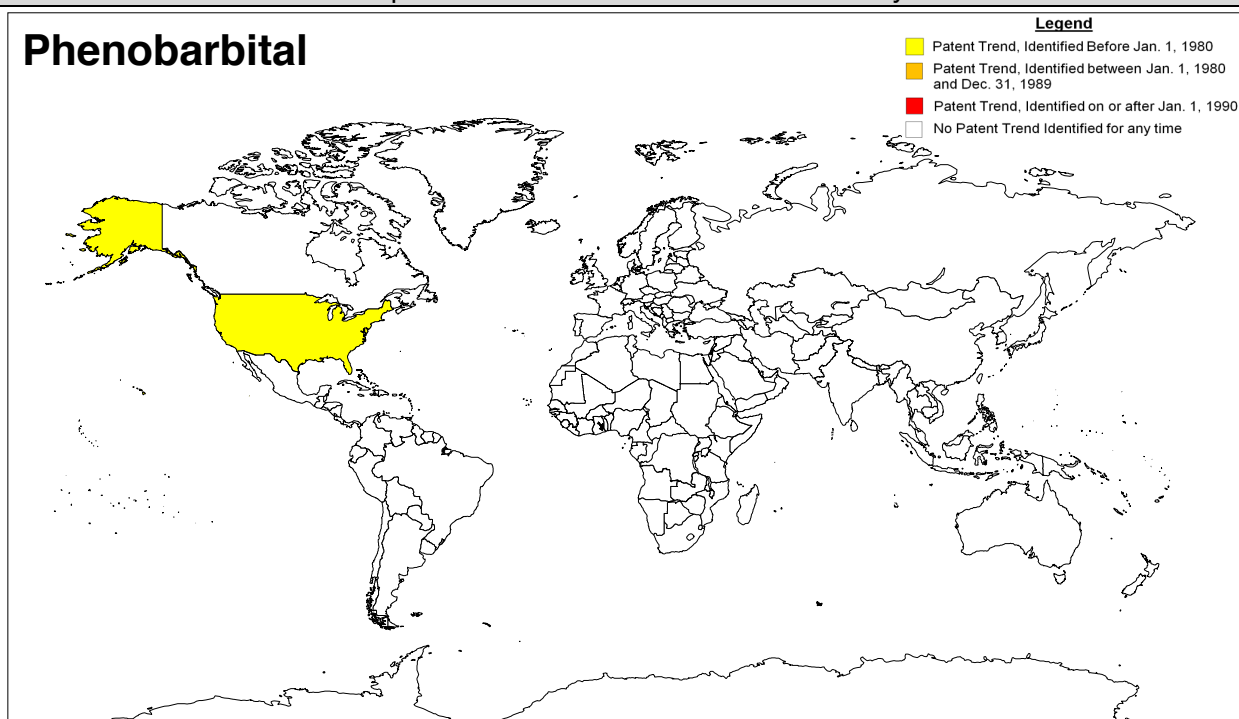 Phenobarbital
Legend
Patent Trend, Identified Before Jan. 1, 1980
Patent Trend, Identified between Jan. 1, 1980
and Dec. 31, 1989
Patent Trend, Identified on or after Jan. 1, 1990
No Patent Trend Identified for any time